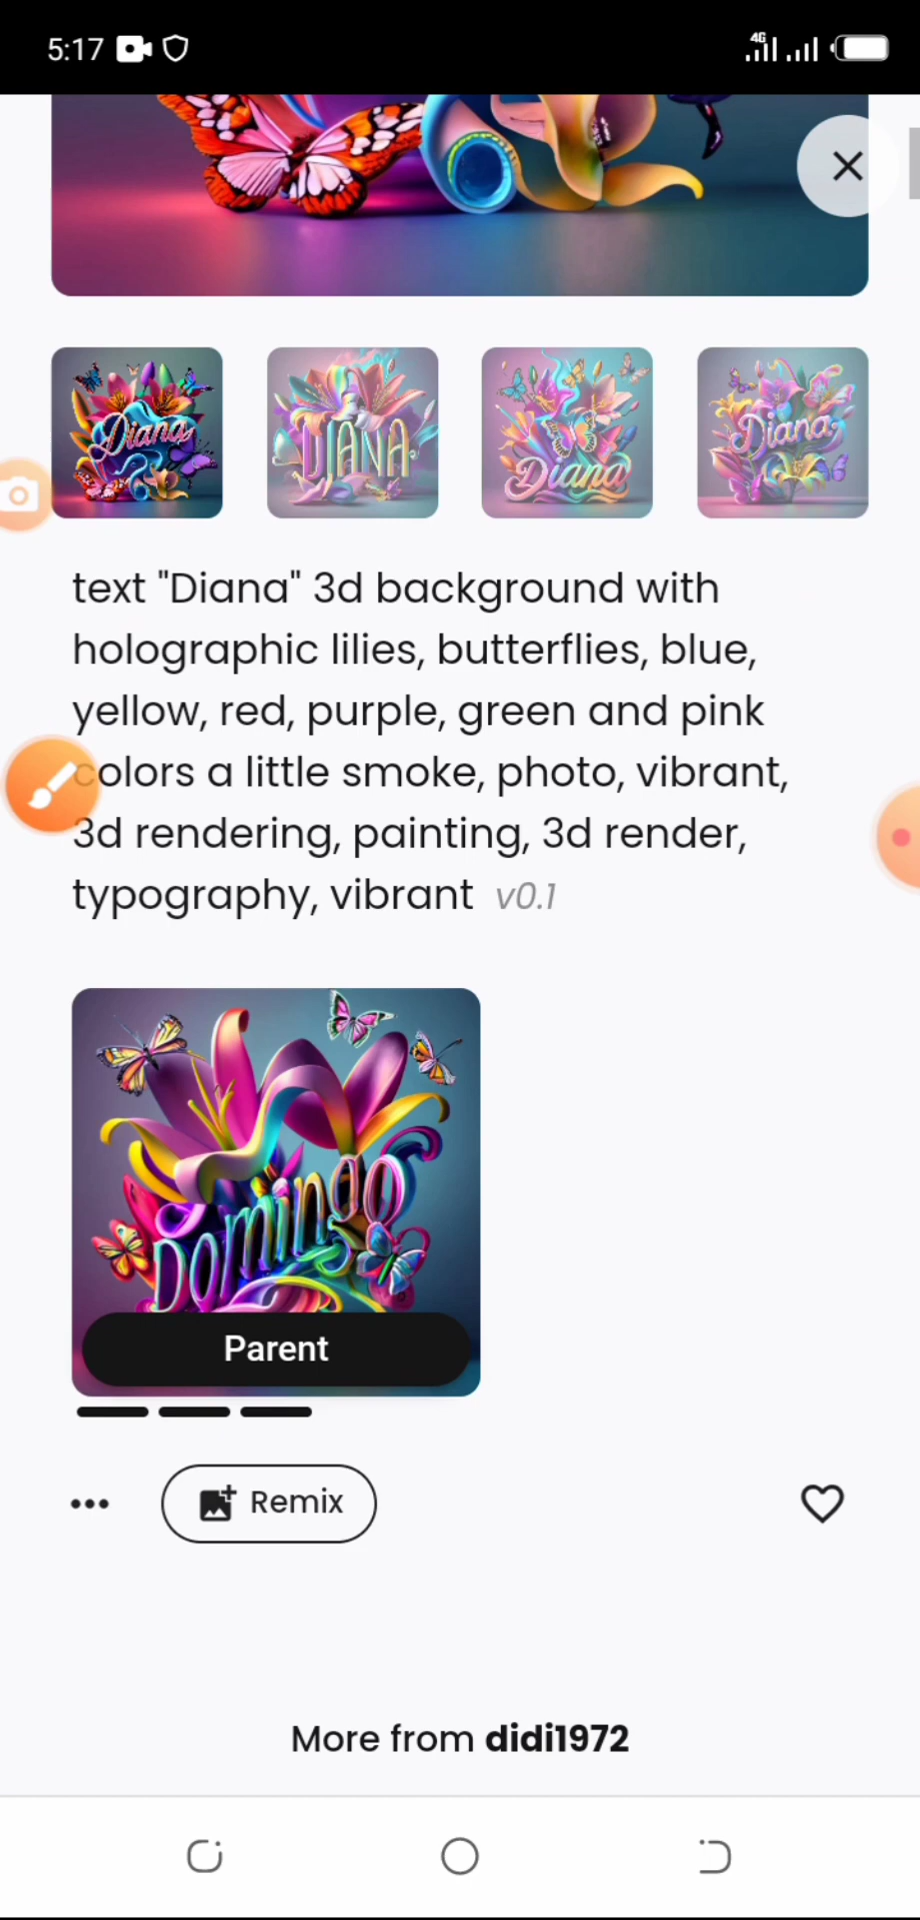 5:17
4G
Diana
DIANA
Diana
Diana
text "Diana" 3d background with
holographic lilies, butterflies, blue,
yellow, red, purple, green and pink
colors a little smoke, photo, vibrant,
3d rendering, painting, 3d render,
typography, vibrant v0.1
Domingo
Parent
Remix
More from didi1972